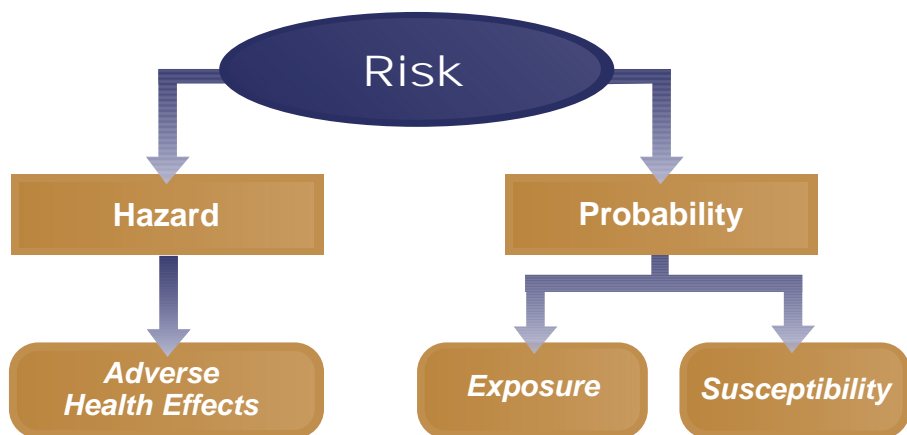 Risk
Hazard
Probability
Adverse
Health Effects
Exposure
Susceptibility